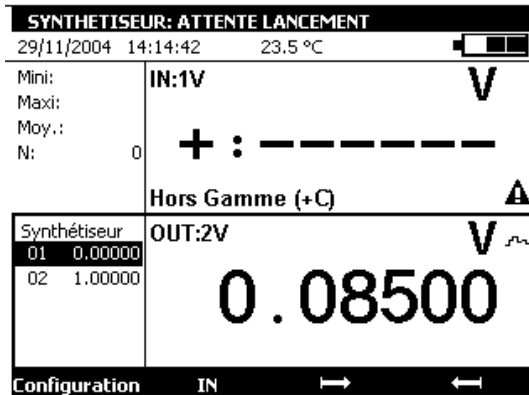 SYNTHETISEUR: ATTENTE LANCEMENT
29/11/2004 14:14:42 23.5 °C
Mini:
Maxi:
Moy.:
N: 0
IN:1V
V
+ : - - - - - -
Hors Gamme (+C)
Synthétiseur
01 0.00000
02 1.00000
OUT:2V
V
0.08500
Configuration IN